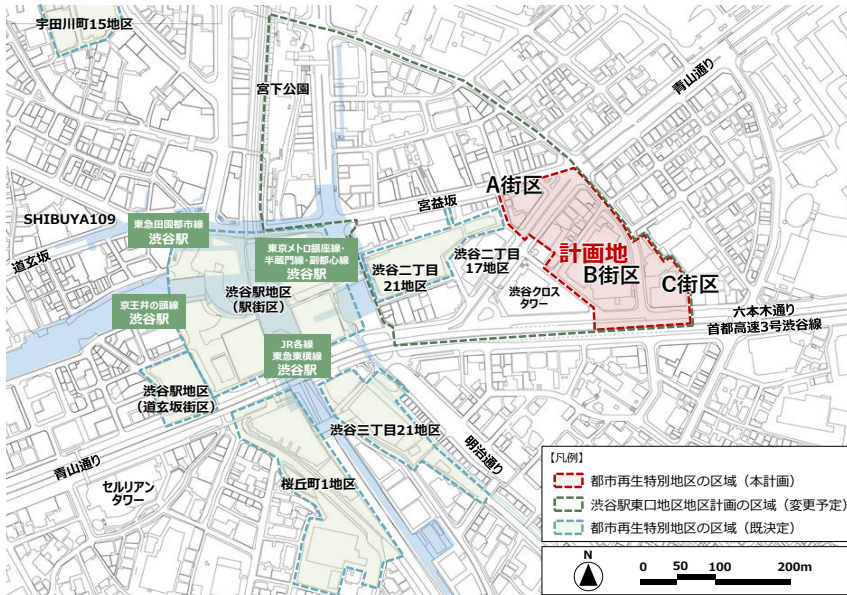 宇田川町15地区
宮下公園
青山通り
A街区
宮益坂
SHIBUYA109
東急田園都市線
渋谷駅
道玄坂
東京メトロ銀座線・
半蔵門線・副都心線
渋谷駅
渋谷二丁目
21地区
渋谷二丁目
17地区
計画地
B街区
C街区
渋谷クロス
タワー
渋谷駅地区
（駅街区）
京王井の頭線
渋谷駅
六本木通り
首都高速3号渋谷線
JR各線
東急東横線
渋谷駅
渋谷駅地区
（道玄坂街区）
渋谷三丁目21地区
明治通り
青山通り
セルリアン
タワー
桜丘町1地区
【凡例】
都市再生特別地区の区域（本計画）
渋谷駅東口地区地区計画の区域（変更予定）
都市再生特別地区の区域（既決定）
N
0 50 100 200m